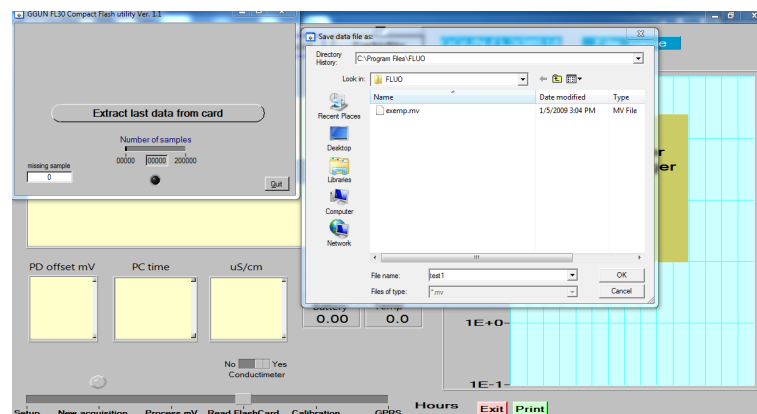 GGUN FL30 Compact Flash utility Ver. 1.1
Extract last data from card
Number of samples
00000 00000 200000
missing sample
0
Quit
Save data file as:
Directory History: C:\Program Files\FLUO
Look in: FLUO
Name Date modified Type
exemp.mv 1/5/2009 3:04 PM MV File
Recent Places
Desktop
Libraries
Computer
Network
File name: test1 OK
Files of type: *.mv Cancel
PD offset mV PC time uS/cm
0.00 0.0
No Yes
Conductimeter
Setup New acquisition Process mV Read FlashCard Calibration GPRS
1E+0-
1E-1-
Hours
Exit Print